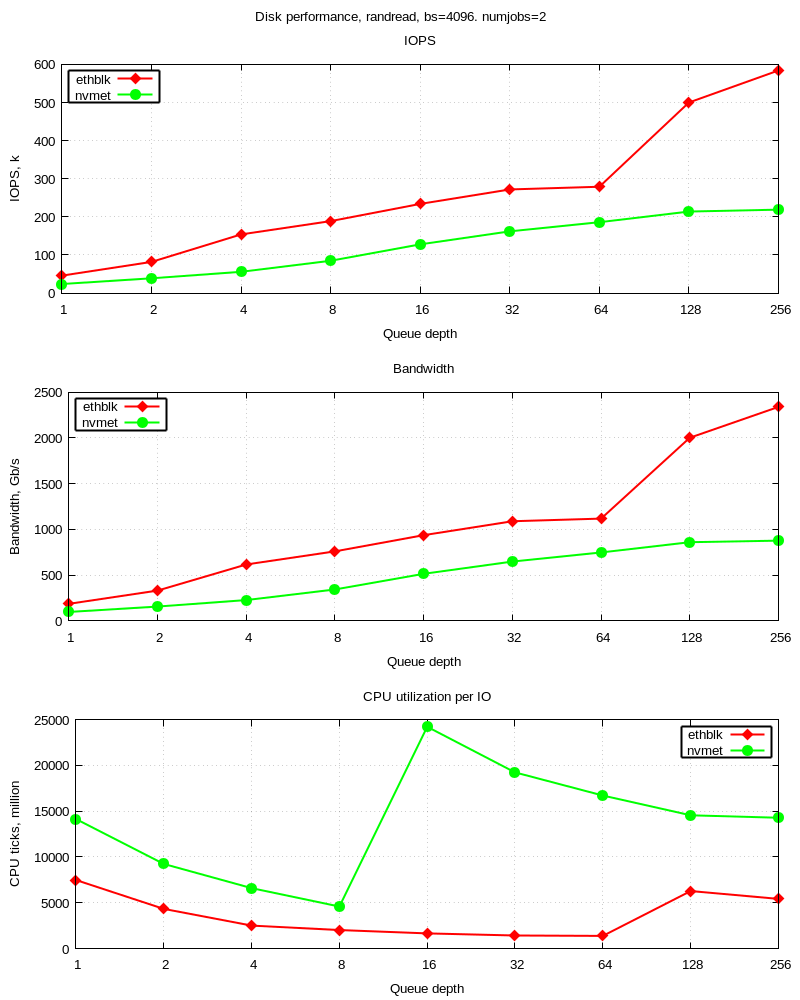 Disk performance, randread, bs=4096. numjobs=2
IOPS
600
500
400
300
200
100
0
IOPS, k
ethblk
nvmet
1 2 4 8 16 32 64 128 256
Queue depth
Bandwidth
2500
2000
1500
1000
500
0
Bandwidth, Gb/s
ethblk
nvmet
1 2 4 8 16 32 64 128 256
Queue depth
CPU utilization per IO
25000
20000
15000
10000
5000
0
CPU ticks, million
ethblk
nvmet
1 2 4 8 16 32 64 128 256
Queue depth